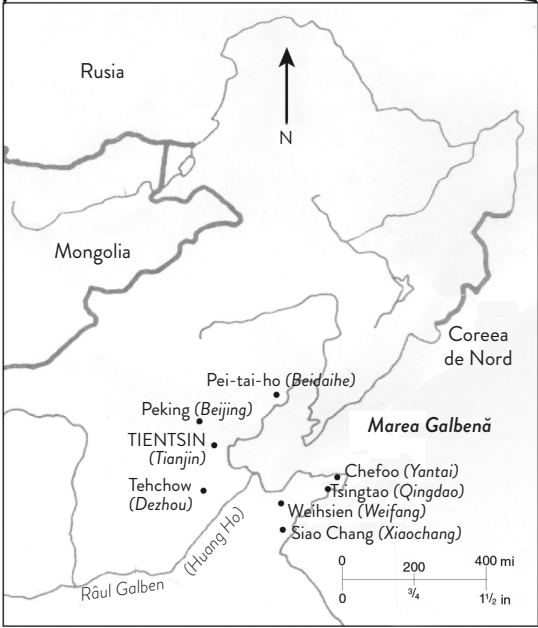 Rusia
N
Mongolia
Coreea
de Nord
Pei-tai-ho (Beidaihe)
Peking (Beijing)
Marea Galbenă
TIENTSIN
(Tianjin)
Chefoo (Yantai)
Tehchow
(Dezhou)
Tsingtao (Qingdao)
Weihsien (Weifang)
(Huang Ho)
Siao Chang (Xiaochang)
Râul Galben
0 400 mi
200
0 3/4 1 1/2 in